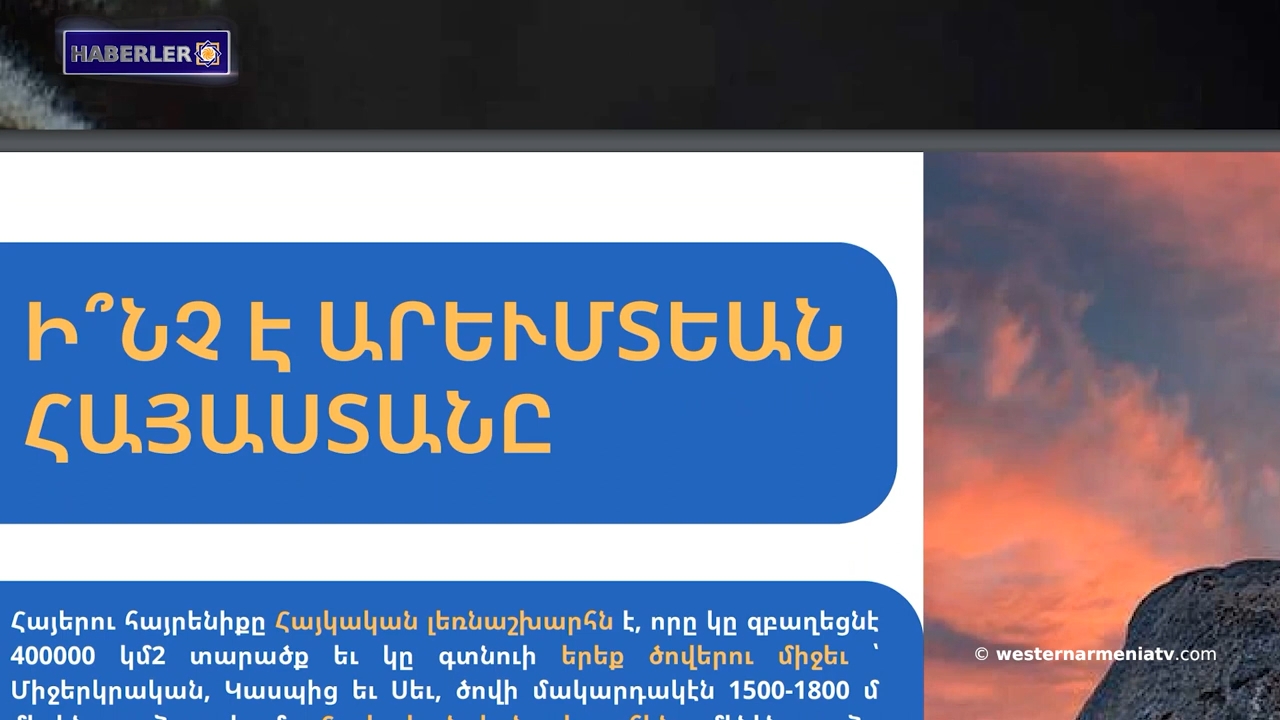 HABERLER
Ի՞ՆՉ Է ԱՐԵՒՄՏԵԱՆ
ՀԱՅԱՍՏԱՆԸ
Հայերու հայրենիքը Հայկական լեռնաշխարհն է, որը կը զբաղեցնէ
400000 կմ2 տարածք եւ կը գտնուի երեք ծովերու միջեւ ՝
Միջերկրական, Կասպից եւ Սեւ, ծովի մակարդակէն 1500-1800 մ
© westernarmeniatv.com